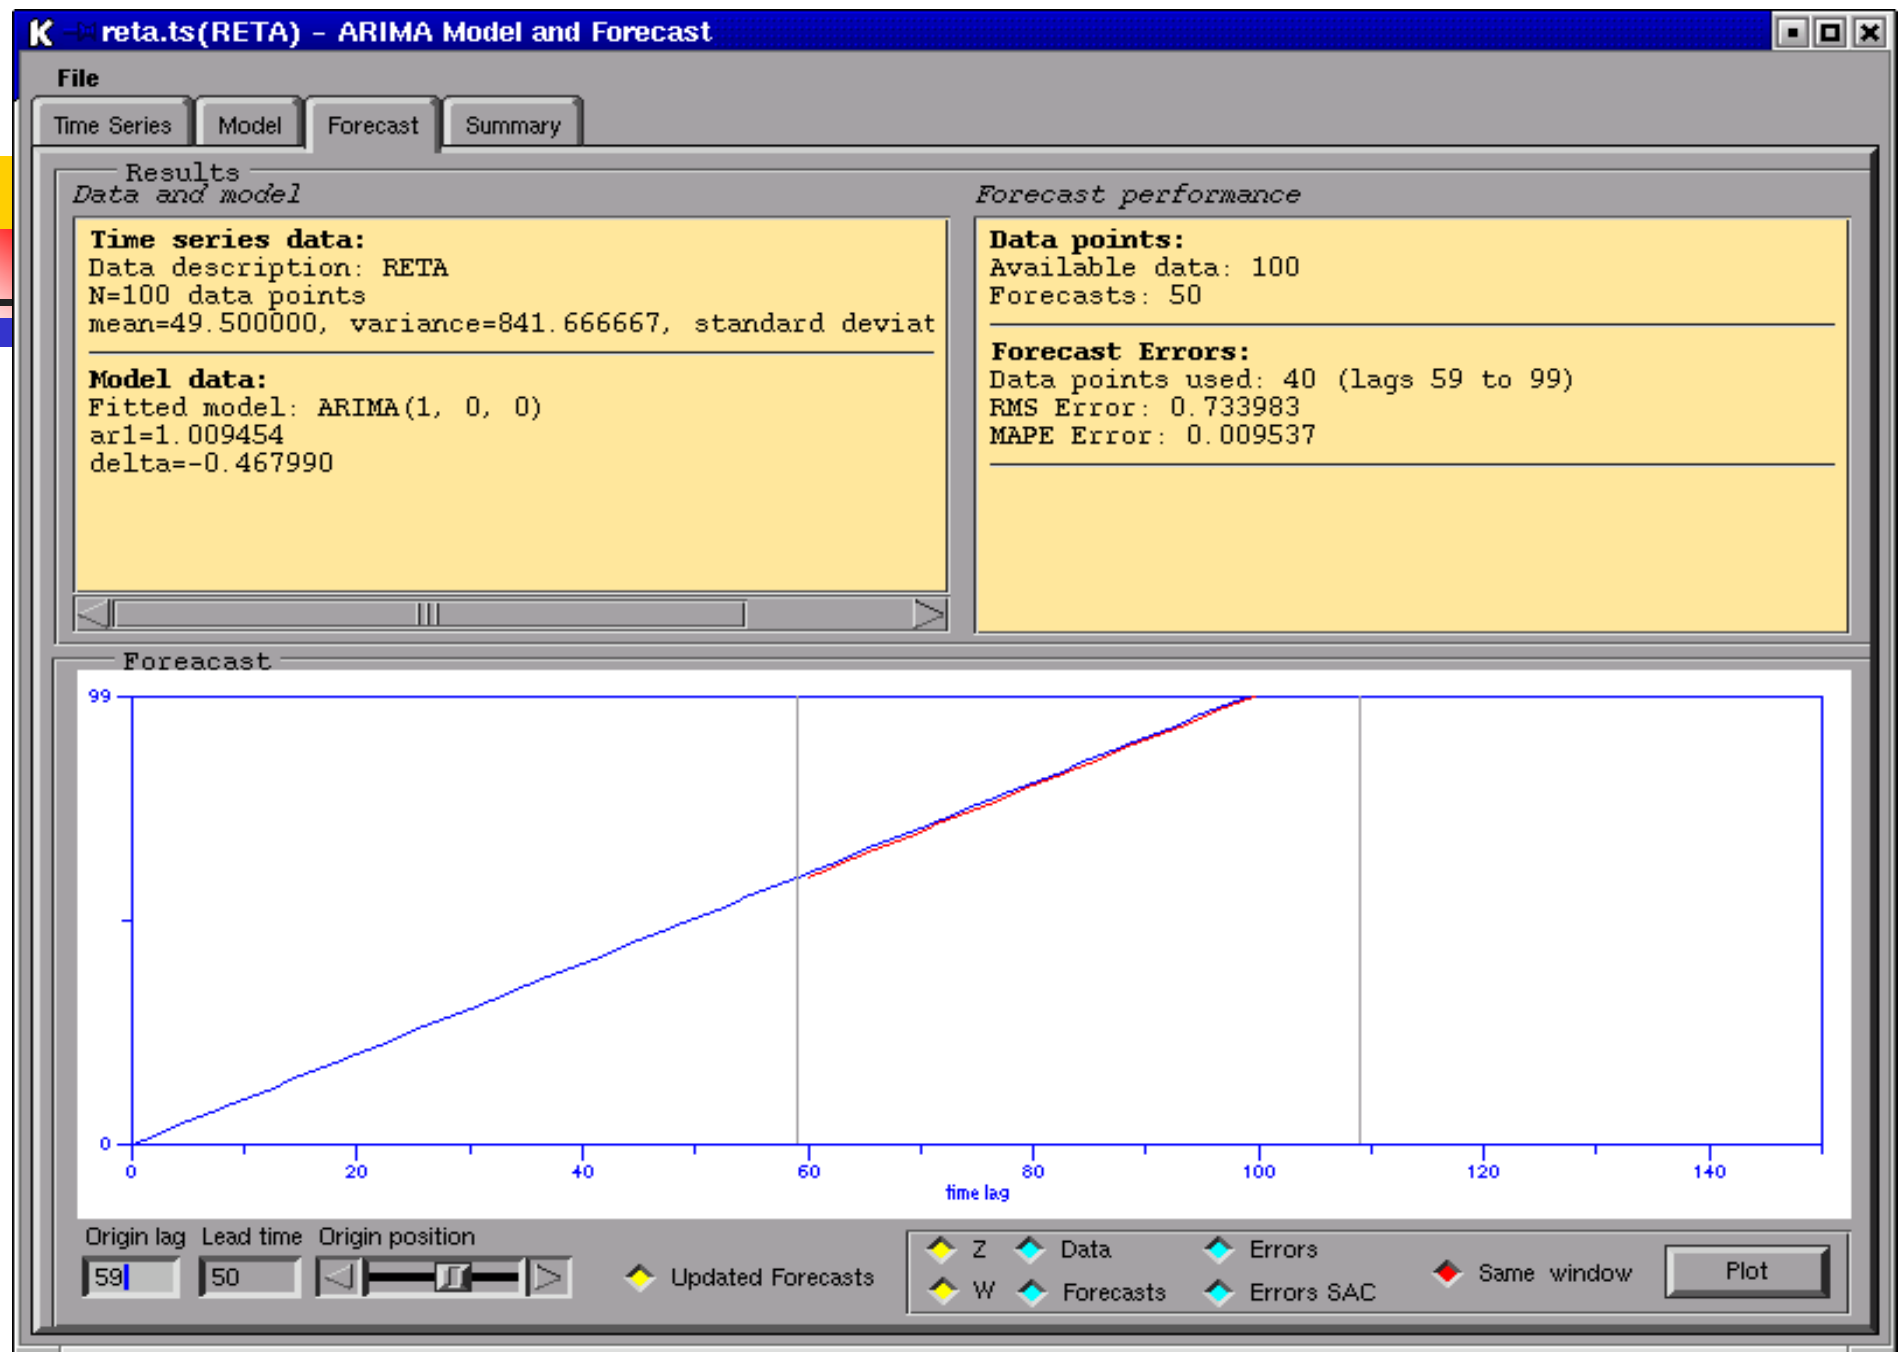 K reta.ts(RETA) - ARIMA Model and Forecast
File
Time Series Model Forecast Summary
Results
Data and model
Time series data:
Data description: RETA
N=100 data points
mean=49.500000, variance=841.666667, standard deviat
Model data:
Fitted model: ARIMA(1, 0, 0)
ar1=1.009454
delta=-0.467990
Forecast performance
Data points:
Available data: 100
Forecasts: 50
Forecast Errors:
Data points used: 40 (lags 59 to 99)
RMS Error: 0.733983
MAPE Error: 0.009537
Foreacast
99
0
0 20 40 60 80 100 120 140
time lag
Origin lag Lead time Origin position
59 50
Updated Forecasts
Z Data Errors
W Forecasts Errors SAC
Same window
Plot